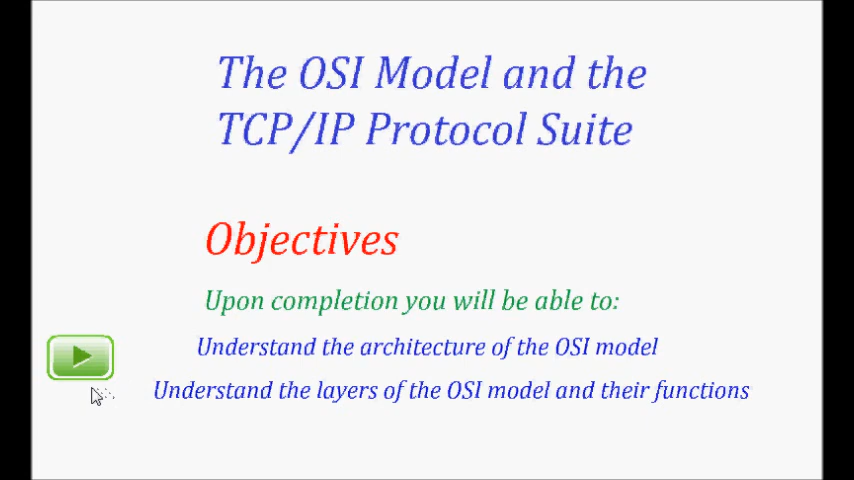 The OSI Model and the
TCP/IP Protocol Suite
Objectives
Upon completion you will be able to:
Understand the architecture of the OSI model
Understand the layers of the OSI model and their functions